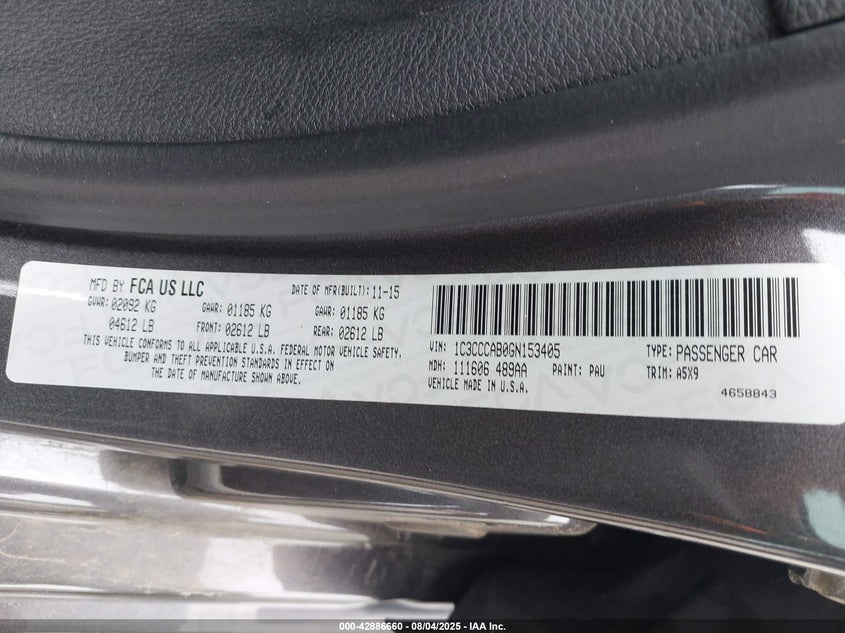 MFD BY FCA US LLC DATE OF MFR(BUILT): 11-15
GVWR: 02092 KG GAWR: 01185 KG GAWR: 01185 KG
04612 LB FRONT: 02612 LB REAR: 02612 LB
THIS VEHICLE CONFORMS TO ALL APPLICABLE U.S.A. FEDERAL MOTOR VEHICLE SAFETY,
BUMPER AND THEFT PREVENTION STANDARDS IN EFFECT ON
THE DATE OF MANUFACTURE SHOWN ABOVE.
VIN: 1C3CCCAB0GN153405 TYPE: PASSENGER CAR
MDH: 111606 489AA PAINT: PAU TRIM: A5X9
VEHICLE MADE IN U.S.A. 4658843
000-42886660 - 08/04/2025 - IAA Inc.